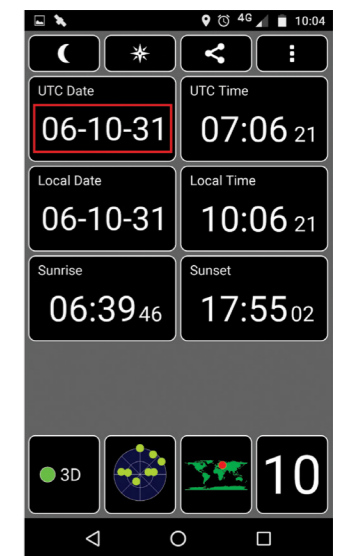 4G 10:04
UTC Date
UTC Time
06-10-31
07:06 21
Local Date
Local Time
06-10-31
10:06 21
Sunrise
Sunset
06:39 46
17:55 02
3D
10